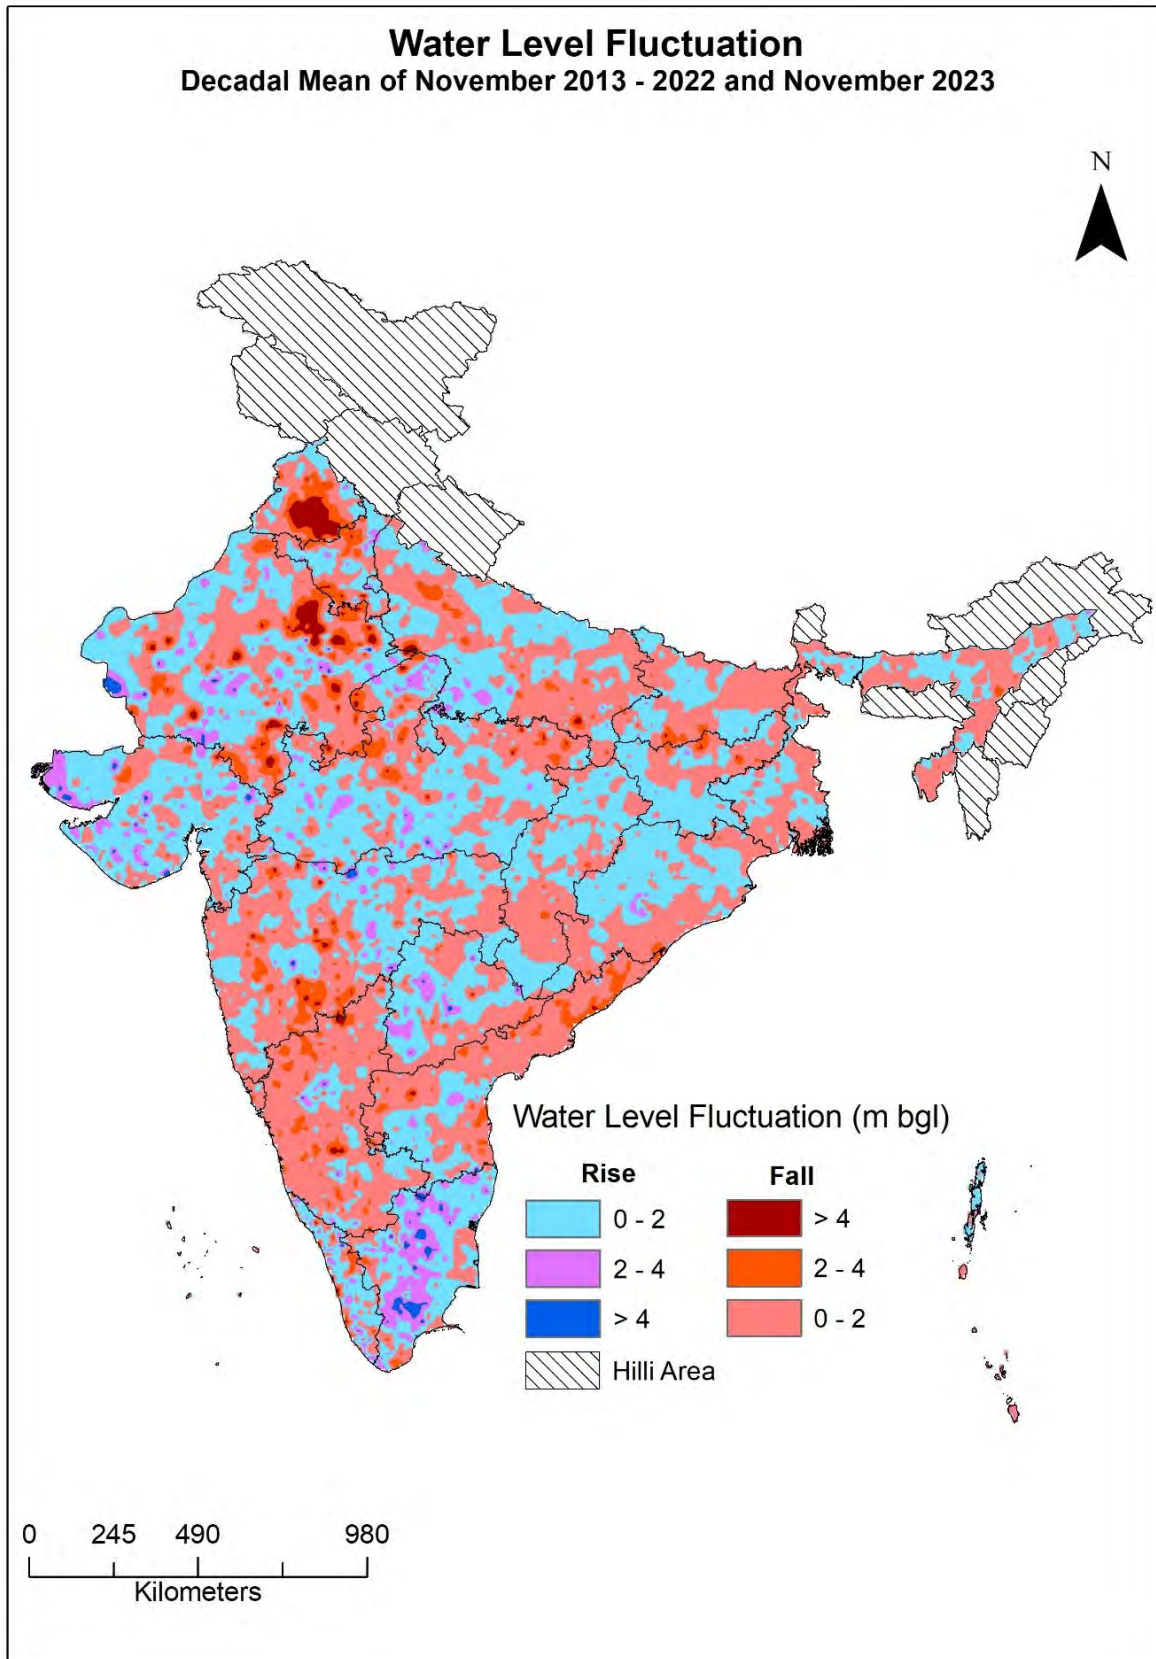 Water Level Fluctuation
Decadal Mean of November 2013 - 2022 and November 2023
N
Water Level Fluctuation (m bgl)
Rise Fall
0 - 2 > 4
2 - 4 2 - 4
> 4 0 - 2
Hilli Area
0 245 490 980
Kilometers